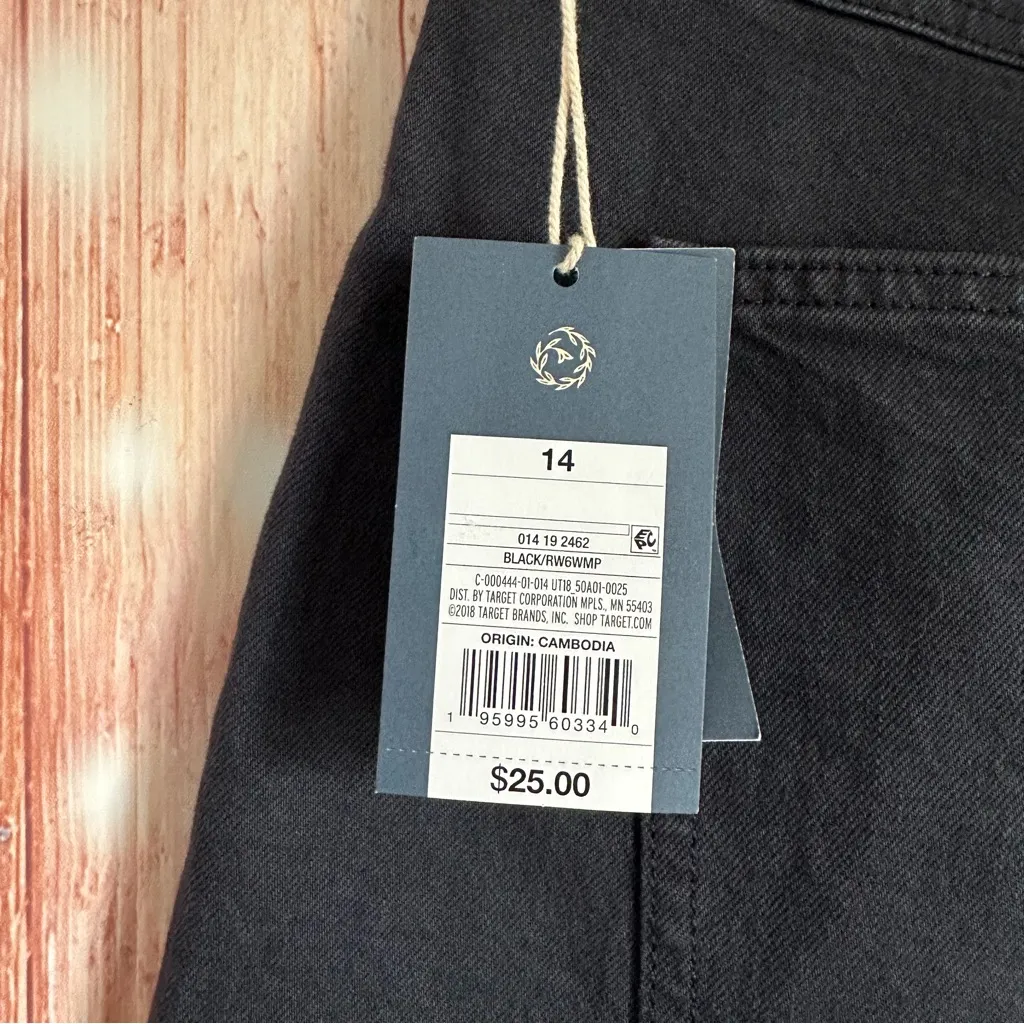 14
014 19 2462
EPC
BLACK/RW6WMP
C-000444-01-014 UT18_50A01-0025
DIST. BY TARGET CORPORATION MPLS., MN 55403
©2018 TARGET BRANDS, INC. SHOP TARGET.COM
ORIGIN: CAMBODIA
1 95995 60334 0
$25.00